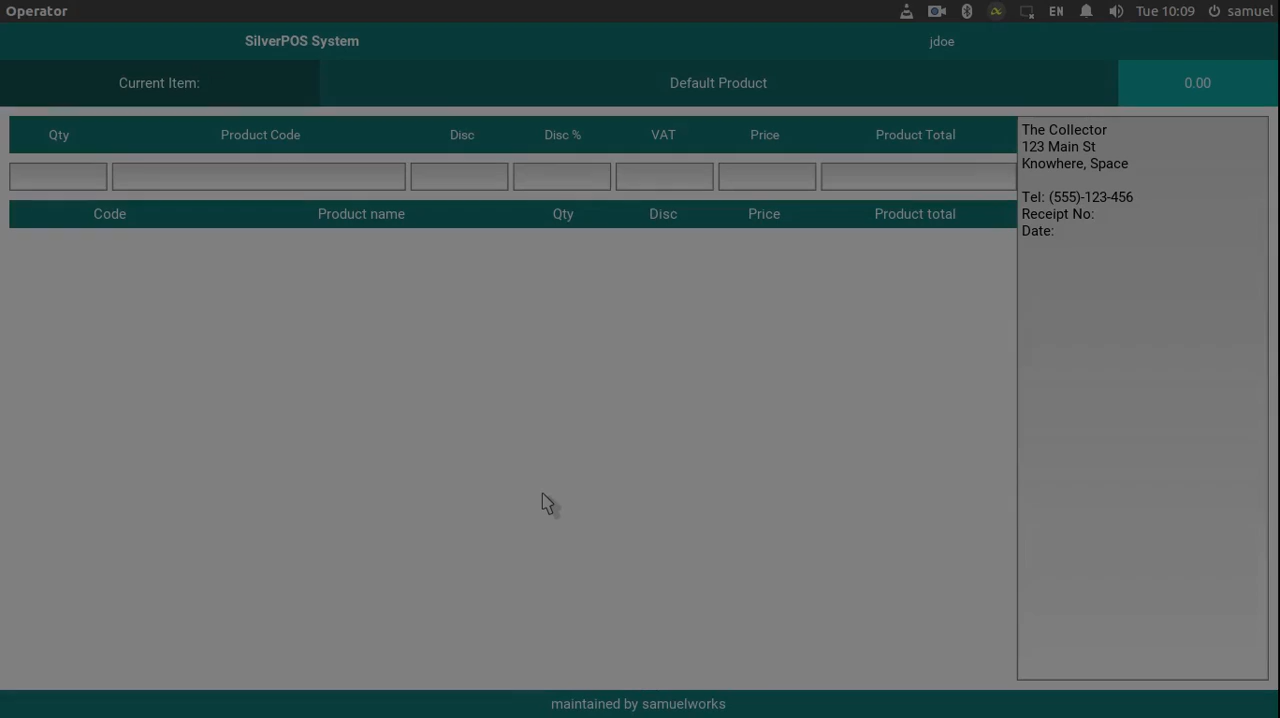 Operator
EN
Tue 10:09
samuel
SilverPOS System
jdoe
Current Item:
Default Product
0.00
Qty
Product Code
Disc
Disc %
VAT
Price
Product Total
Code
Product name
Qty
Disc
Price
Product total
The Collector
123 Main St
Knowhere, Space
Tel: (555)-123-456
Receipt No:
Date:
maintained by samuelworks